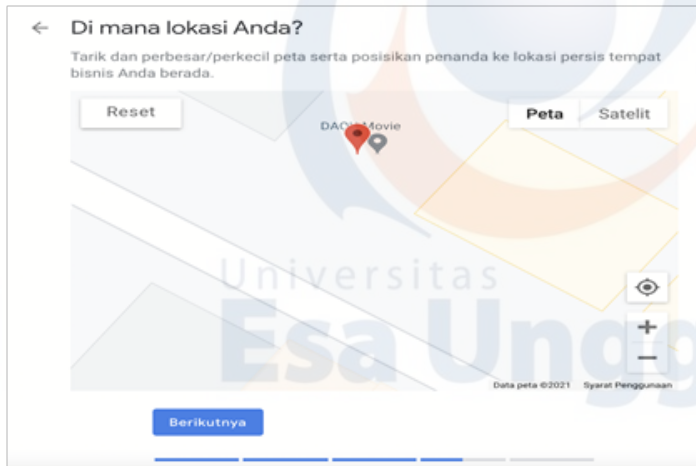 ← Di mana lokasi Anda?
Tarik dan perbesar/perkecil peta serta posisikan penanda ke lokasi persis tempat
bisnis Anda berada.
Reset
Peta Satelit
Movie
Universitas
Esa Ungg
Data peta ©2021 Syarat Penggunaan
Berikutnya